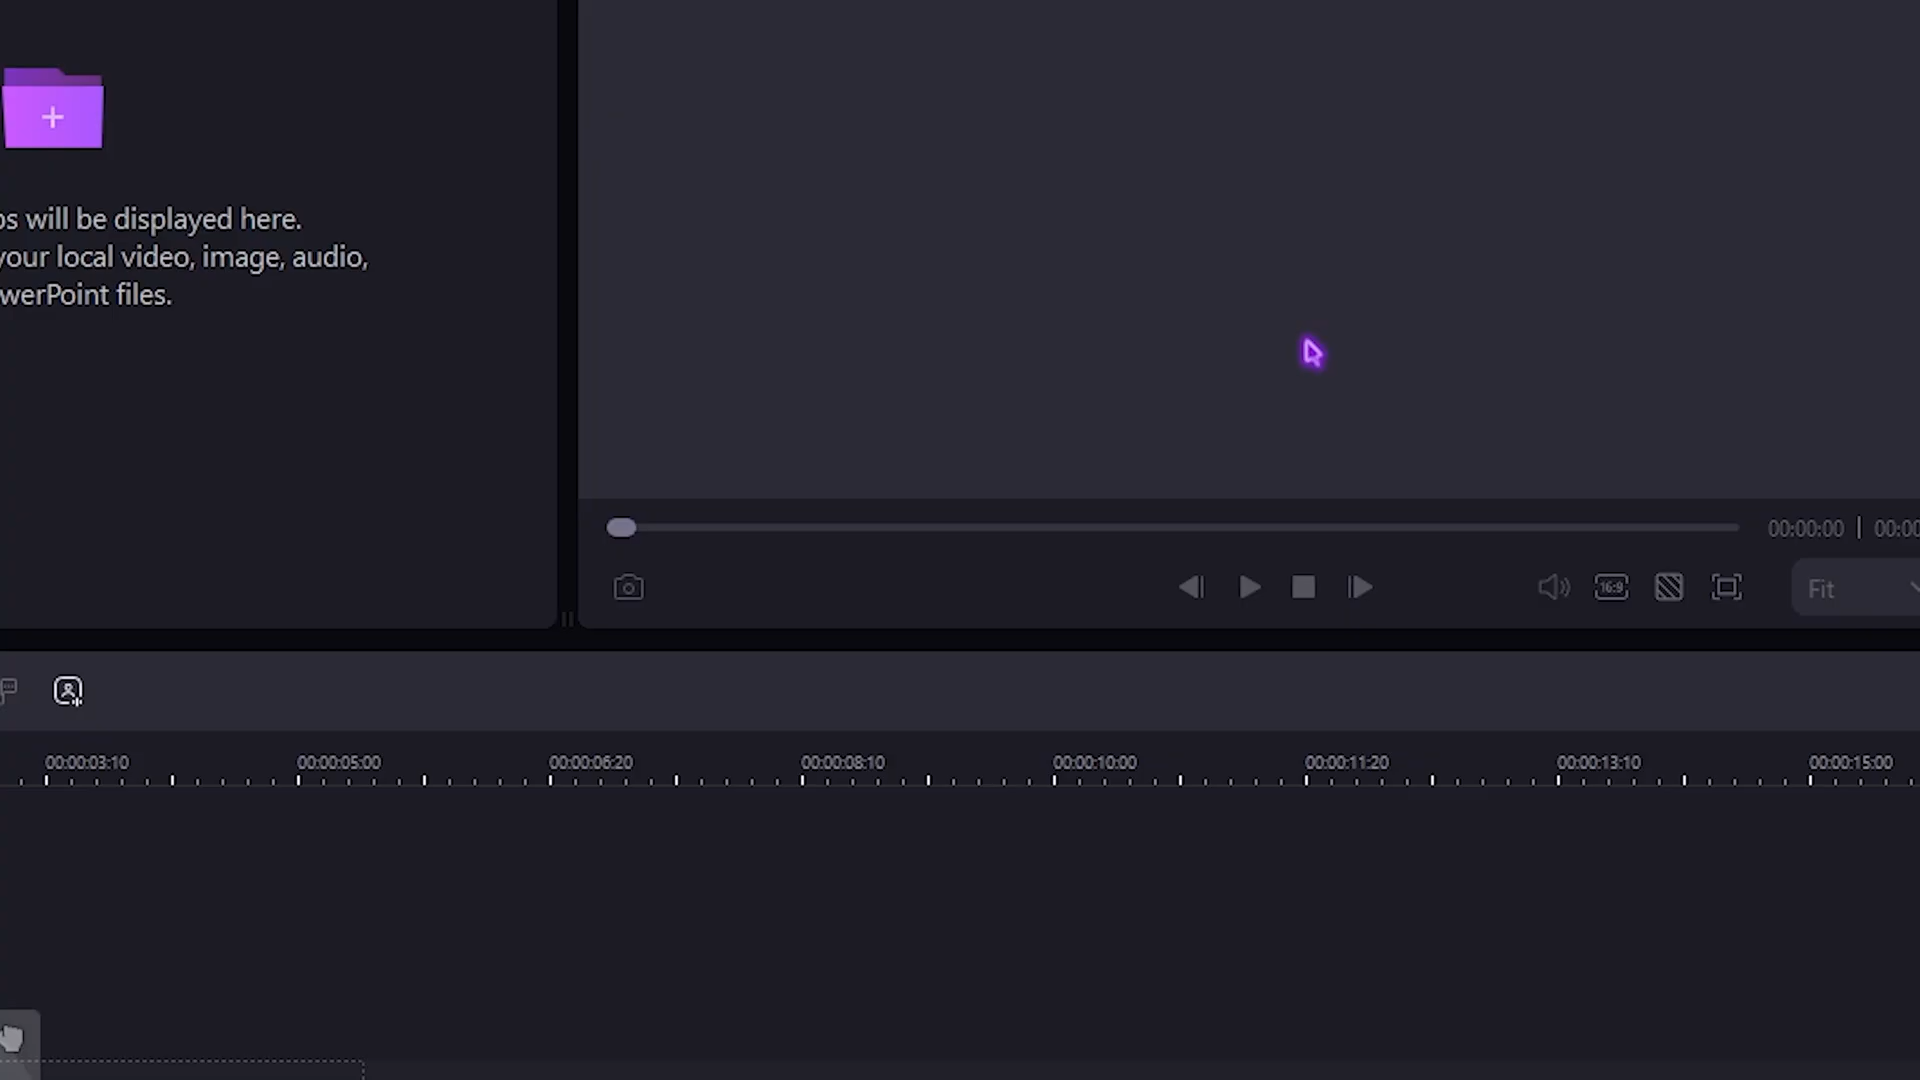 will be displayed here.
your local video, image, audio,
werPoint files.
00:00:00 | 00:00
16:9
Fit
00:00:03:10 00:00:05:00 00:00:06:20 00:00:08:10 00:00:10:00 00:00:11:20 00:00:13:10 00:00:15:00